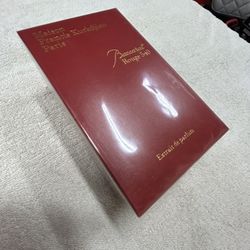 Maison
Francis Kurkdjian
Paris
Baccarat
Rouge 540
Extrait de parfum